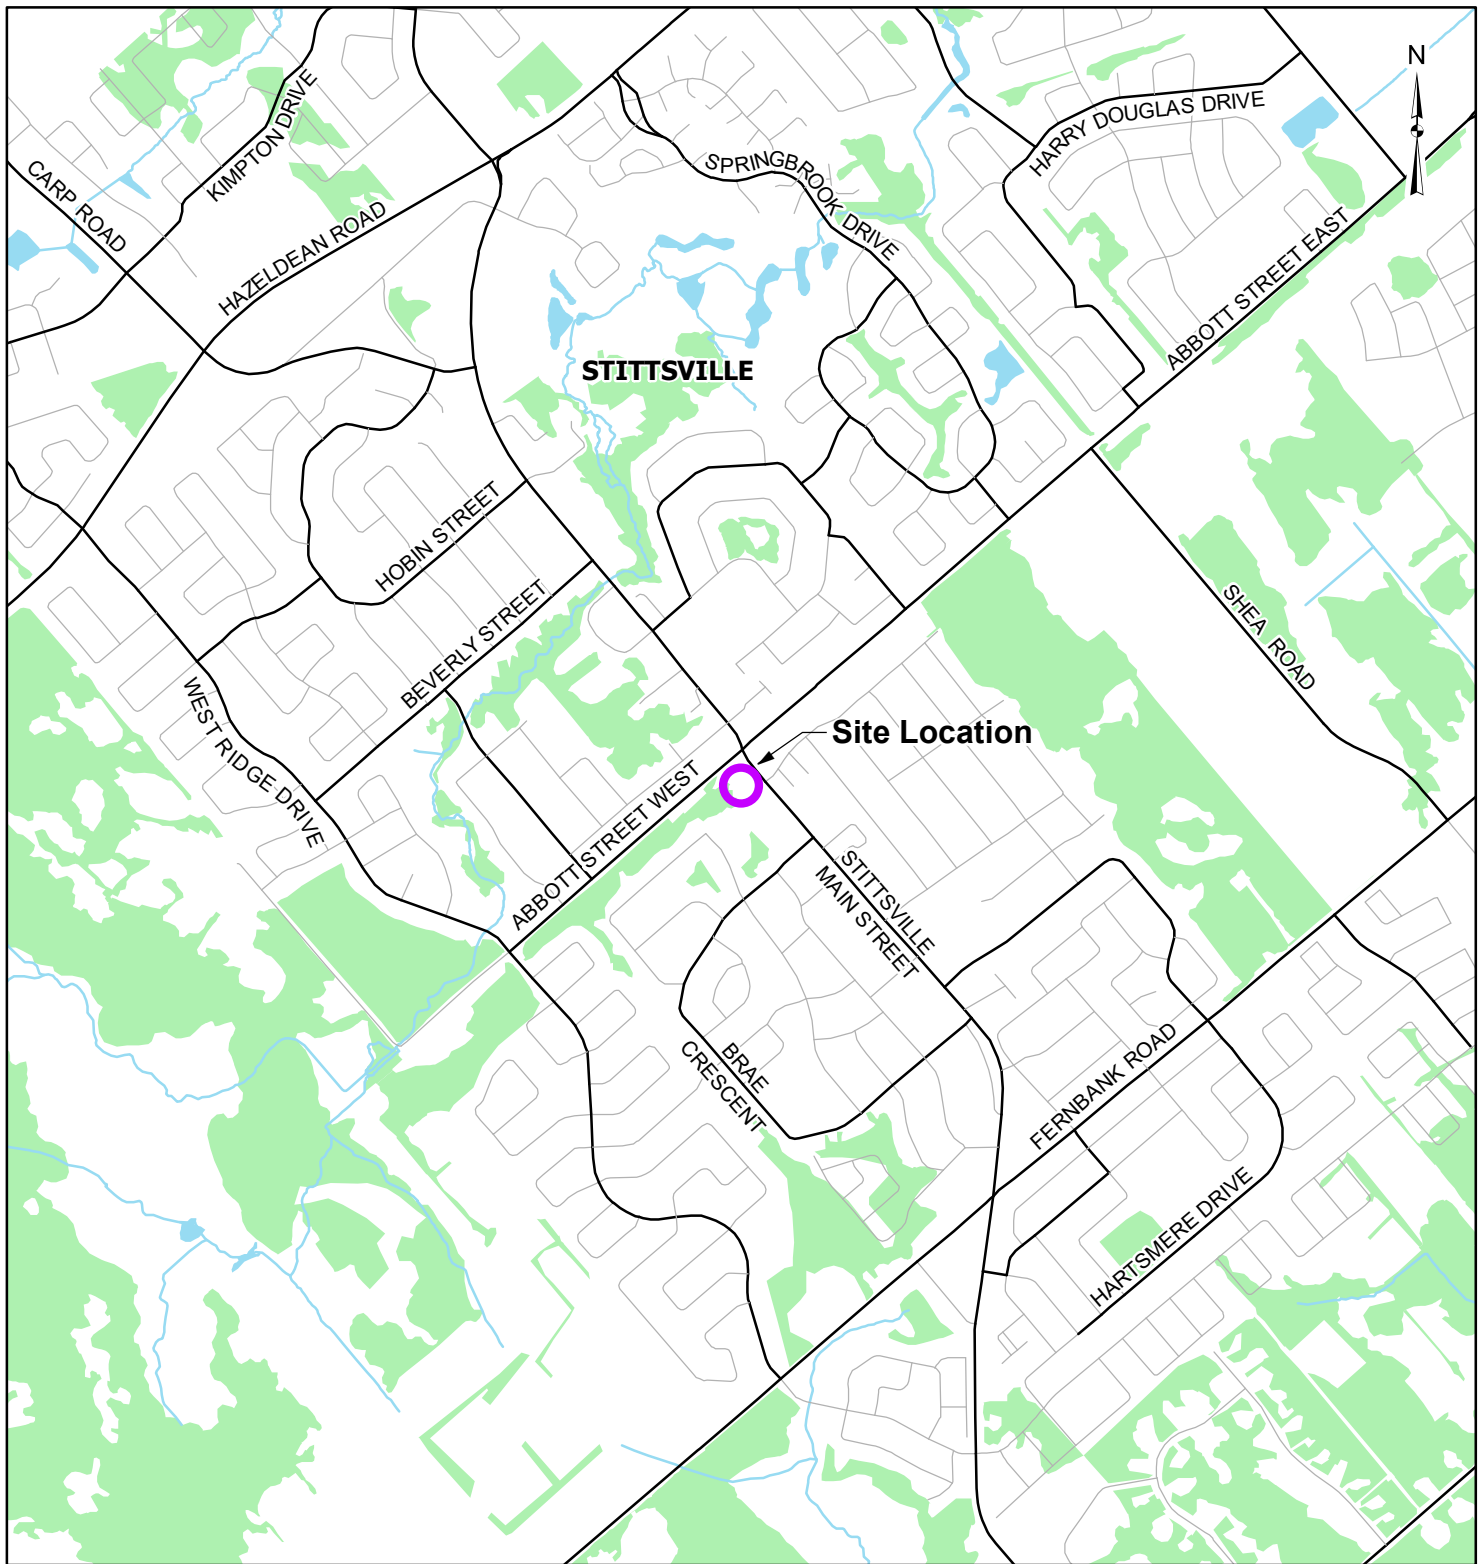 N
KIMPTON DRIVE
HARRY DOUGLAS DRIVE
CARP ROAD
SPRINGBROOK DRIVE
HAZELDEAN ROAD
ABBOTT STREET EAST
STITTSVILLE
HOBIN STREET
BEVERLY STREET
SHEA ROAD
WEST RIDGE DRIVE
Site Location
ABBOTT STREET WEST
STITTSVILLE
MAIN STREET
BRAE
CRESCENT
FERNBANK ROAD
HARTSMERE DRIVE